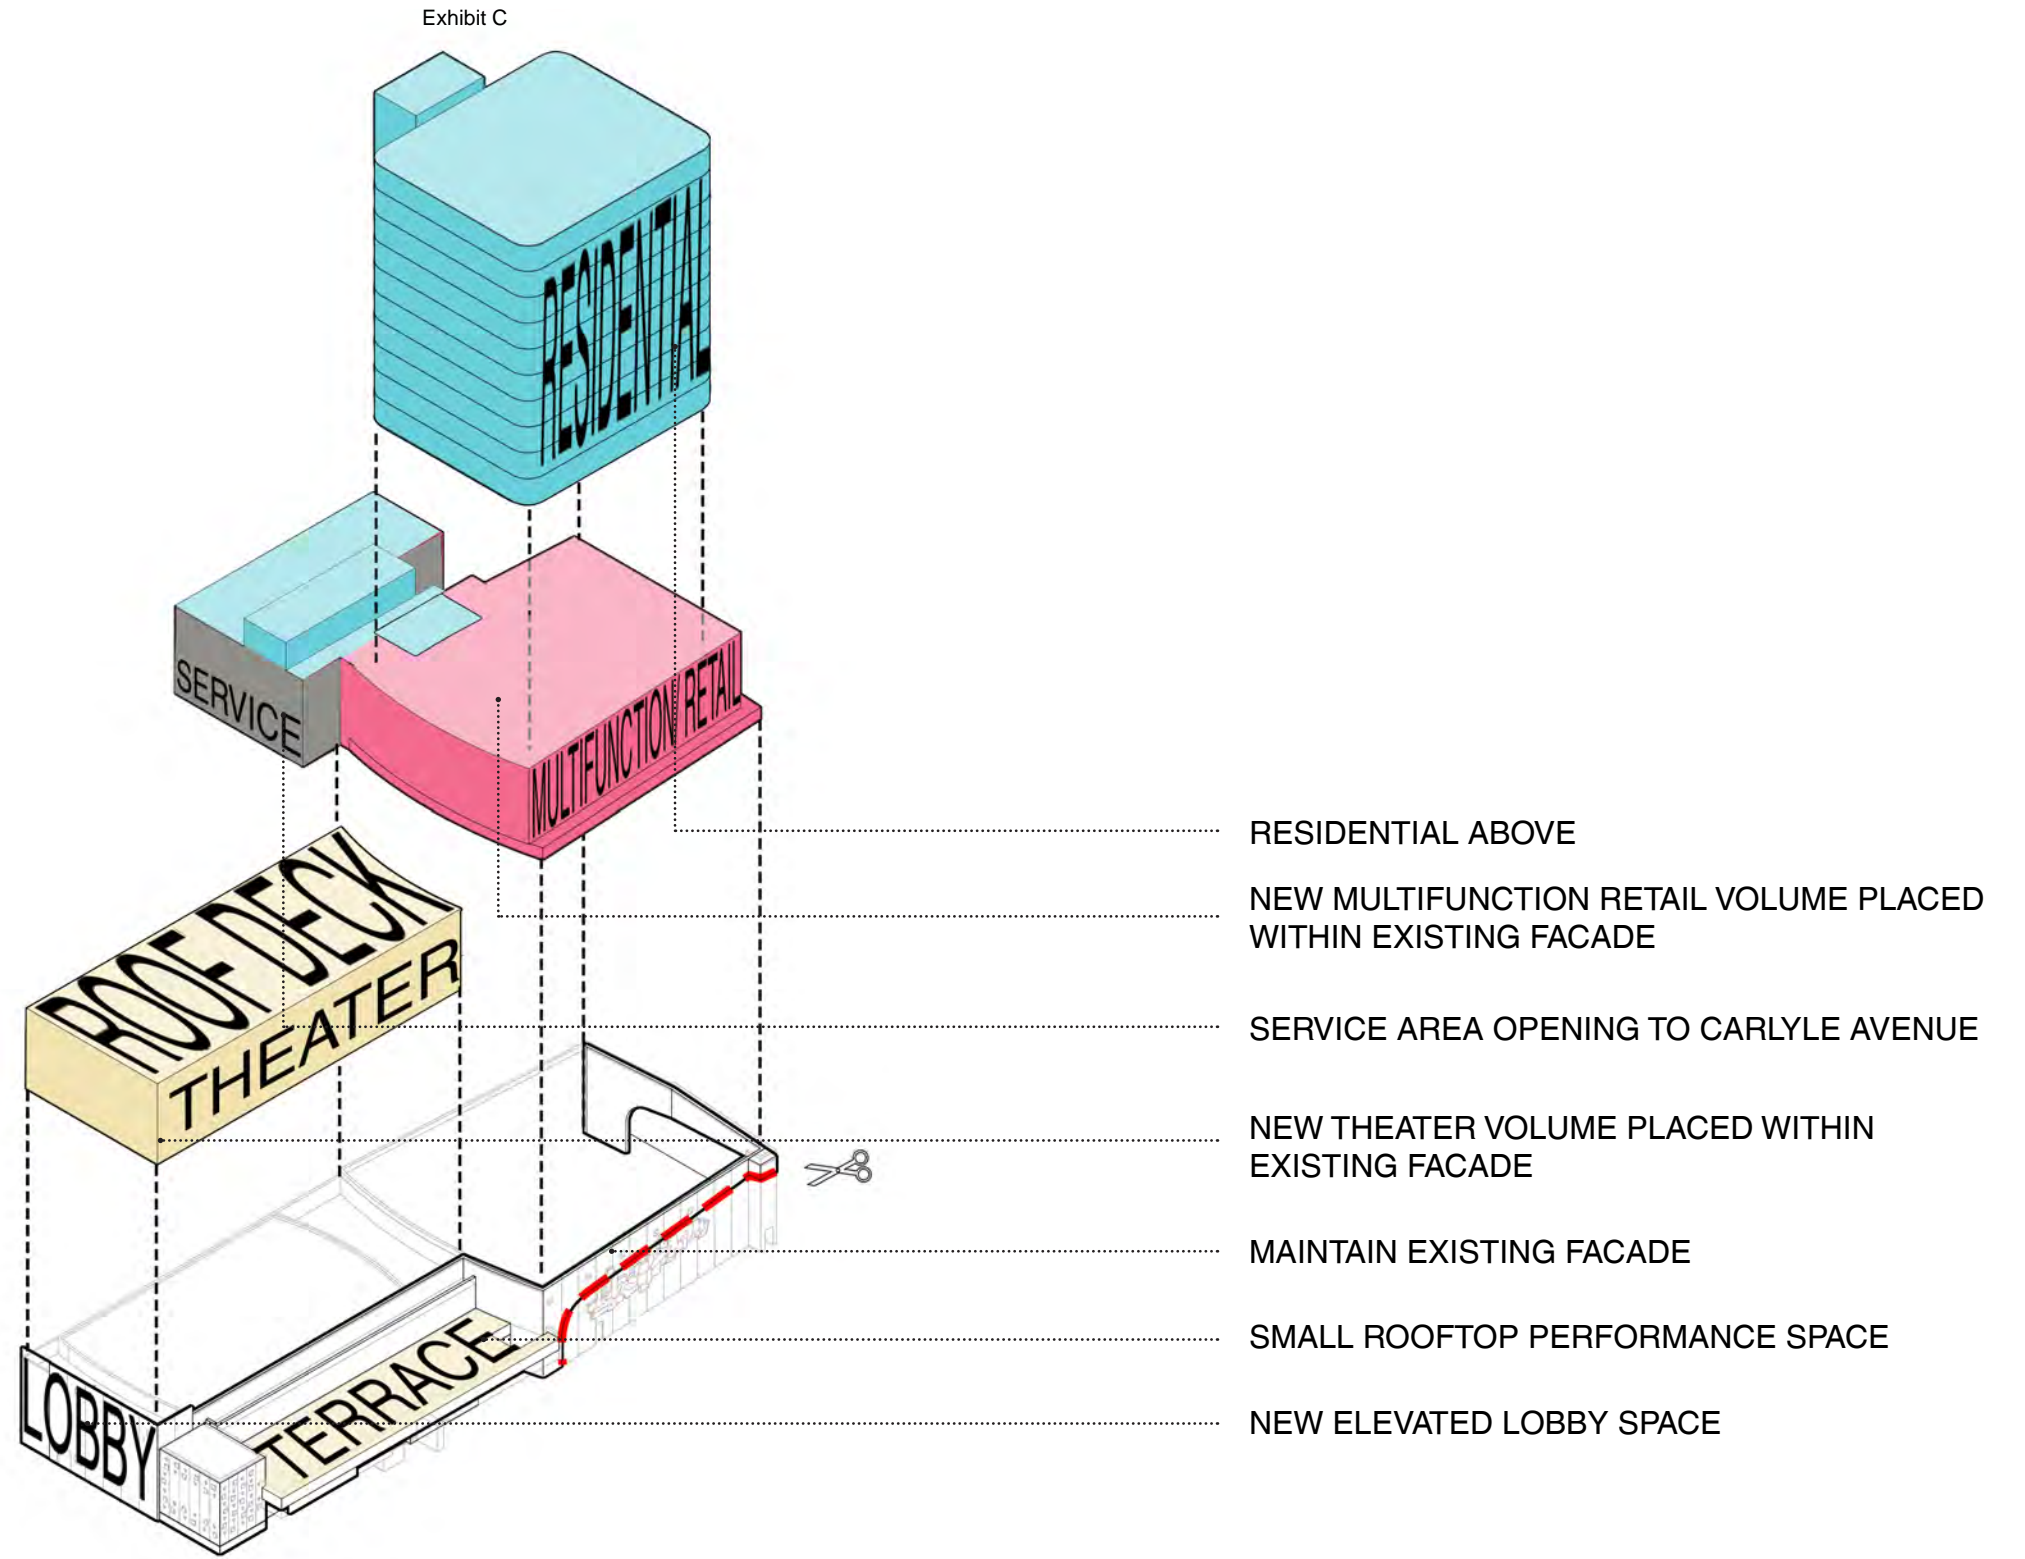 Exhibit C
RESIDENTIAL
SERVICE
MULTIFUNCTION RETAIL
ROOF DECK
THEATER
LOBBY
TERRACE
RESIDENTIAL ABOVE
NEW MULTIFUNCTION RETAIL VOLUME PLACED
WITHIN EXISTING FACADE
SERVICE AREA OPENING TO CARLYLE AVENUE
NEW THEATER VOLUME PLACED WITHIN
EXISTING FACADE
MAINTAIN EXISTING FACADE
SMALL ROOFTOP PERFORMANCE SPACE
NEW ELEVATED LOBBY SPACE